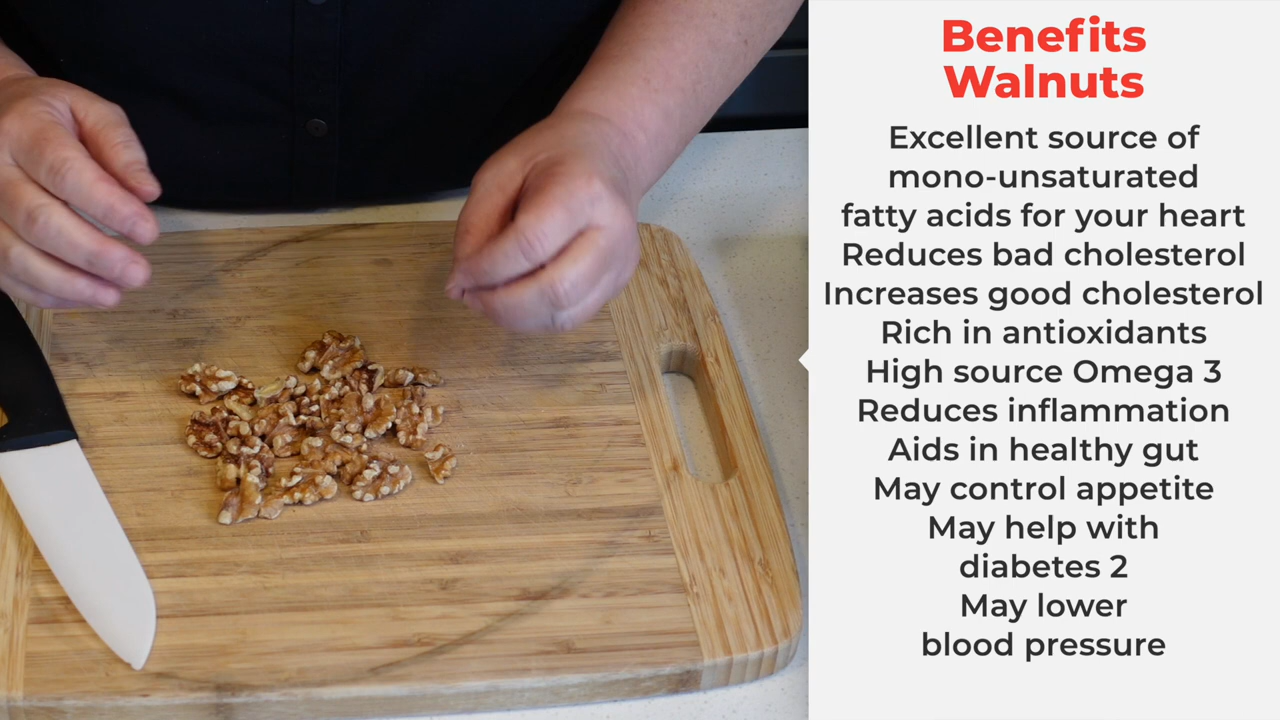 Benefits
Walnuts
Excellent source of
mono-unsaturated
fatty acids for your heart
Reduces bad cholesterol
Increases good cholesterol
Rich in antioxidants
High source Omega 3
Reduces inflammation
Aids in healthy gut
May control appetite
May help with
diabetes 2
May lower
blood pressure